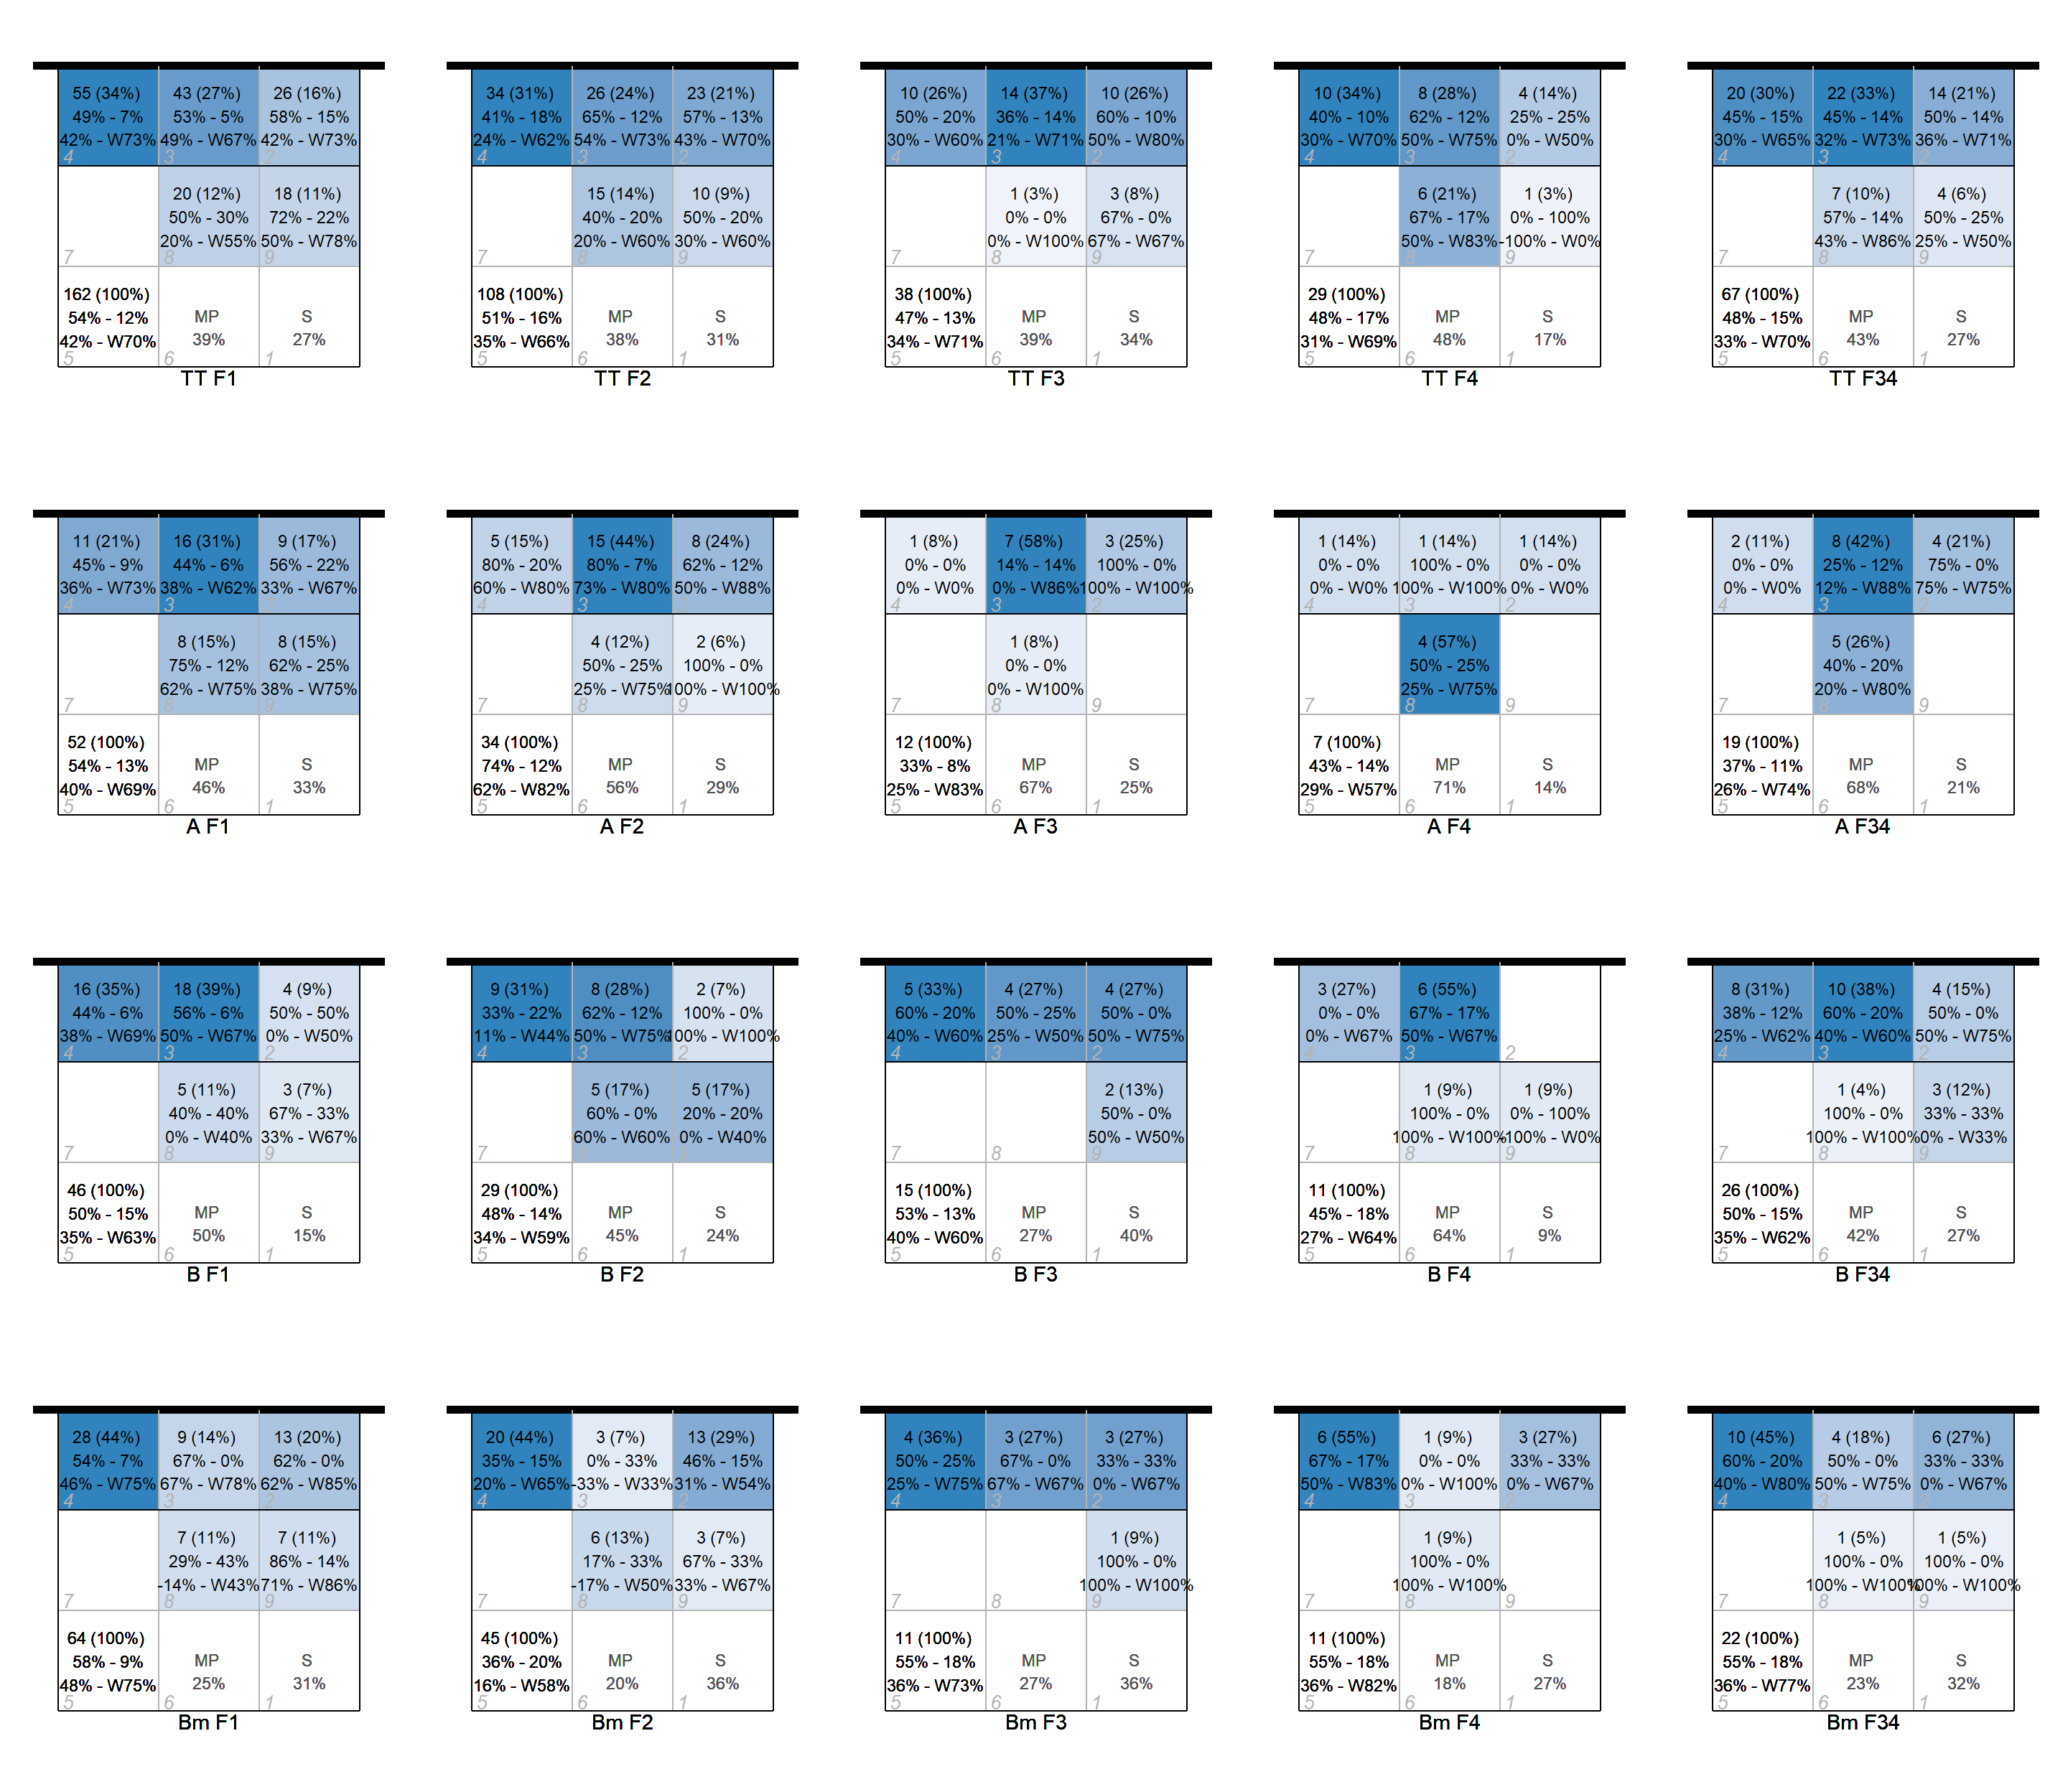 55 (34%) 43 (27%) 26 (16%)
49% - 7% 53% - 5% 58% - 15%
42% - W73% 49% - W67% 42% - W73%
4 3 2
20 (12%) 18 (11%)
50% - 30% 72% - 22%
20% - W55% 50% - W78%
7 8 9
162 (100%)
54% - 12% MP S
42% - W70% 39% 27%
5 6 1
TT F1
34 (31%) 26 (24%) 23 (21%)
41% - 18% 65% - 12% 57% - 13%
24% - W62% 54% - W73% 43% - W70%
4 3 2
15 (14%) 10 (9%)
40% - 20% 50% - 20%
20% - W60% 30% - W60%
7 8 9
108 (100%)
51% - 16% MP S
35% - W66% 38% 31%
5 6 1
TT F2
10 (26%) 14 (37%) 10 (26%)
50% - 20% 36% - 14% 60% - 10%
30% - W60% 21% - W71% 50% - W80%
4 3 2
1 (3%) 3 (8%)
0% - 0% 67% - 0%
0% - W100% 67% - W67%
7 8 9
38 (100%)
47% - 13% MP S
34% - W71% 39% 34%
5 6 1
TT F3
10 (34%) 8 (28%) 4 (14%)
40% - 10% 62% - 12% 25% - 25%
30% - W70% 50% - W75% 0% - W50%
4 3 2
6 (21%) 1 (3%)
67% - 17% 0% - 100%
50% - W83% -100% - W0%
7 8 9
29 (100%)
48% - 17% MP S
31% - W69% 48% 17%
5 6 1
TT F4
20 (30%) 22 (33%) 14 (21%)
45% - 15% 45% - 14% 50% - 14%
30% - W65% 32% - W73% 36% - W71%
4 3 2
7 (10%) 4 (6%)
57% - 14% 50% - 25%
43% - W86% 25% - W50%
7 8 9
67 (100%)
48% - 15% MP S
33% - W70% 43% 27%
5 6 1
TT F34
11 (21%) 16 (31%) 9 (17%)
45% - 9% 44% - 6% 56% - 22%
36% - W73% 38% - W62% 33% - W67%
4 3 2
8 (15%) 8 (15%)
75% - 12% 62% - 25%
62% - W75% 38% - W75%
7 8 9
52 (100%)
54% - 13% MP S
40% - W69% 46% 33%
5 6 1
A F1
5 (15%) 15 (44%) 8 (24%)
80% - 20% 80% - 7% 62% - 12%
60% - W80% 73% - W80% 50% - W88%
4 3 2
4 (12%) 2 (6%)
50% - 25% 100% - 0%
25% - W75% 100% - W100%
7 8 9
34 (100%)
74% - 12% MP S
62% - W82% 56% 29%
5 6 1
A F2
1 (8%) 7 (58%) 3 (25%)
0% - 0% 14% - 14% 100% - 0%
0% - W0% 0% - W86% 100% - W100%
4 3 2
1 (8%)
0% - 0%
0% - W100%
7 8 9
12 (100%)
33% - 8% MP S
25% - W83% 67% 25%
5 6 1
A F3
1 (14%) 1 (14%) 1 (14%)
0% - 0% 100% - 0% 0% - 0%
0% - W0% 100% - W100% 0% - W0%
4 3 2
4 (57%)
50% - 25%
25% - W75%
7 8 9
7 (100%)
43% - 14% MP S
29% - W57% 71% 14%
5 6 1
A F4
2 (11%) 8 (42%) 4 (21%)
0% - 0% 25% - 12% 75% - 0%
0% - W0% 12% - W88% 75% - W75%
4 3 2
5 (26%)
40% - 20%
20% - W80%
7 8 9
19 (100%)
37% - 11% MP S
26% - W74% 68% 21%
5 6 1
A F34
16 (35%) 18 (39%) 4 (9%)
44% - 6% 56% - 6% 50% - 50%
38% - W69% 50% - W67% 0% - W50%
4 3 2
5 (11%) 3 (7%)
40% - 40% 67% - 33%
0% - W40% 33% - W67%
7 8 9
46 (100%)
50% - 15% MP S
35% - W63% 50% 15%
5 6 1
B F1
9 (31%) 8 (28%) 2 (7%)
33% - 22% 62% - 12% 100% - 0%
11% - W44% 50% - W75% 100% - W100%
4 3 2
5 (17%) 5 (17%)
60% - 0% 20% - 20%
60% - W60% 0% - W40%
7 8 9
29 (100%)
48% - 14% MP S
34% - W59% 45% 24%
5 6 1
B F2
5 (33%) 4 (27%) 4 (27%)
60% - 20% 50% - 25% 50% - 0%
40% - W60% 25% - W50% 50% - W75%
4 3 2
2 (13%)
50% - 0%
50% - W50%
7 8 9
15 (100%)
53% - 13% MP S
40% - W60% 27% 40%
5 6 1
B F3
3 (27%) 6 (55%)
0% - 0% 67% - 17%
0% - W67% 50% - W67%
4 3 2
1 (9%) 1 (9%)
100% - 0% 0% - 100%
100% - W100% -100% - W0%
7 8 9
11 (100%)
45% - 18% MP S
27% - W64% 64% 9%
5 6 1
B F4
8 (31%) 10 (38%) 4 (15%)
38% - 12% 60% - 20% 50% - 0%
25% - W62% 40% - W60% 50% - W75%
4 3 2
1 (4%) 3 (12%)
100% - 0% 33% - 33%
100% - W100% 0% - W33%
7 8 9
26 (100%)
50% - 15% MP S
35% - W62% 42% 27%
5 6 1
B F34
28 (44%) 9 (14%) 13 (20%)
54% - 7% 67% - 0% 62% - 0%
46% - W75% 67% - W78% 62% - W85%
4 3 2
7 (11%) 7 (11%)
29% - 43% 86% - 14%
-14% - W43% 71% - W86%
7 8 9
64 (100%)
58% - 9% MP S
48% - W75% 25% 31%
5 6 1
Bm F1
20 (44%) 3 (7%) 13 (29%)
35% - 15% 0% - 33% 46% - 15%
20% - W65% -33% - W33% 31% - W54%
4 3 2
6 (13%) 3 (7%)
17% - 33% 67% - 33%
-17% - W50% 33% - W67%
7 8 9
45 (100%)
36% - 20% MP S
16% - W58% 20% 36%
5 6 1
Bm F2
4 (36%) 3 (27%) 3 (27%)
50% - 25% 67% - 0% 33% - 33%
25% - W75% 67% - W67% 0% - W67%
4 3 2
1 (9%)
100% - 0%
100% - W100%
7 8 9
11 (100%)
55% - 18% MP S
36% - W73% 27% 36%
5 6 1
Bm F3
6 (55%) 1 (9%) 3 (27%)
67% - 17% 0% - 0% 33% - 33%
50% - W83% 0% - W100% 0% - W67%
4 3 2
1 (9%)
100% - 0%
100% - W100%
7 8 9
11 (100%)
55% - 18% MP S
36% - W82% 18% 27%
5 6 1
Bm F4
10 (45%) 4 (18%) 6 (27%)
60% - 20% 50% - 0% 33% - 33%
40% - W80% 50% - W75% 0% - W67%
4 3 2
1 (5%) 1 (5%)
100% - 0% 100% - 0%
100% - W100% 100% - W100%
7 8 9
22 (100%)
55% - 18% MP S
36% - W77% 23% 32%
5 6 1
Bm F34